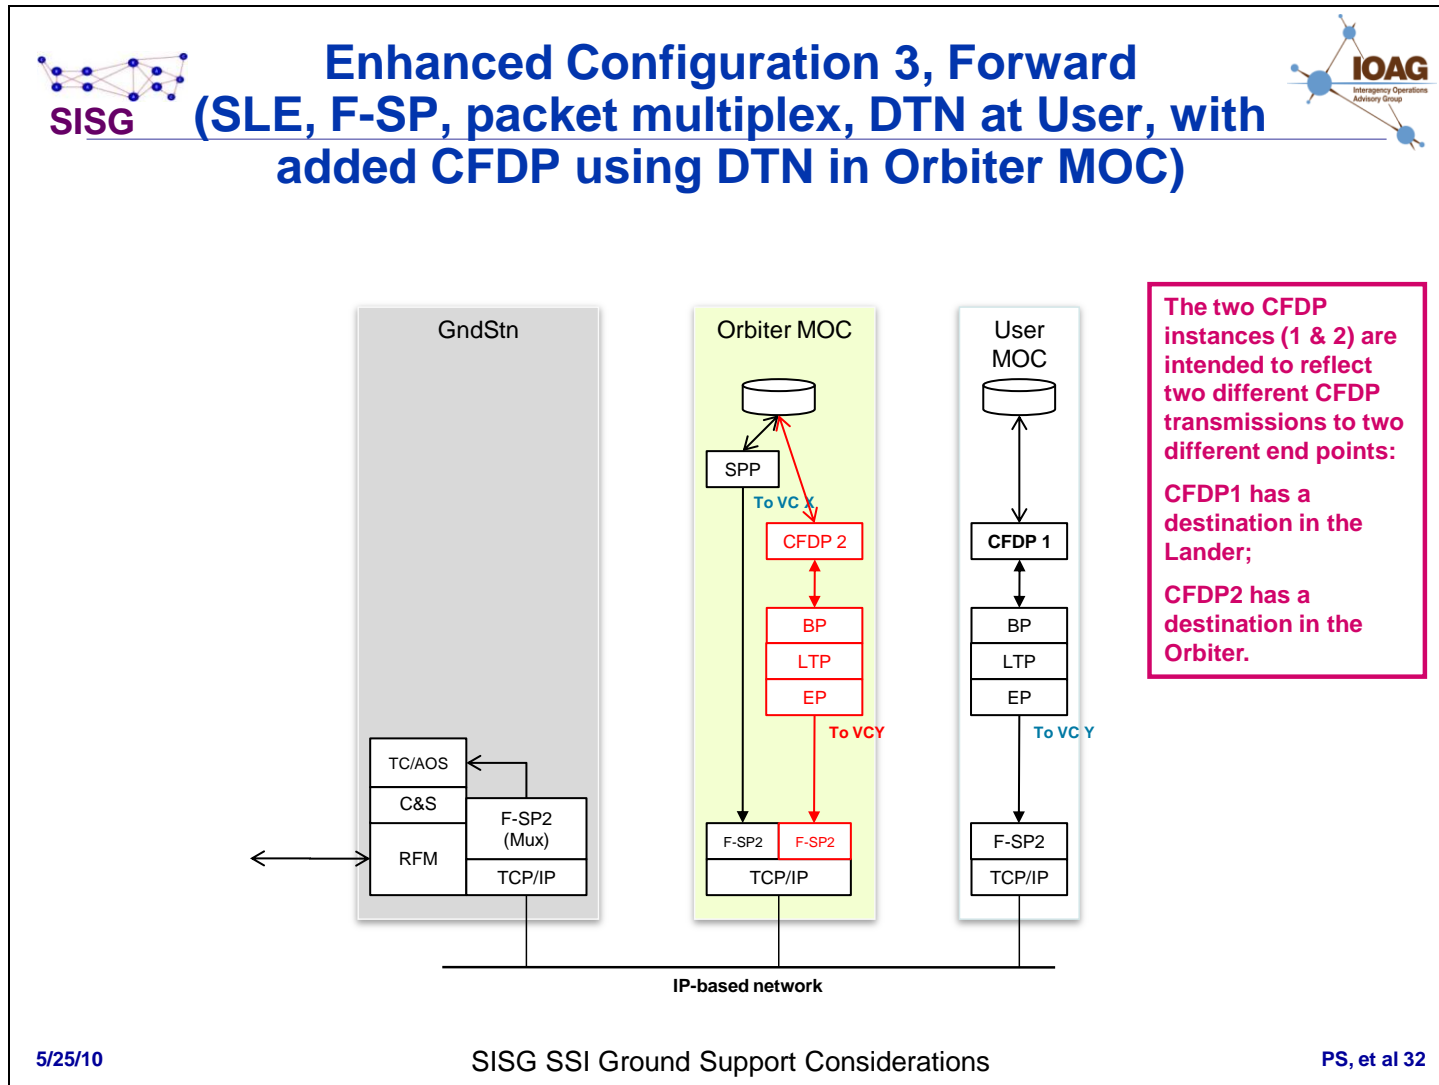 SISG
Enhanced Configuration 3, Forward
(SLE, F-SP, packet multiplex, DTN at User, with
added CFDP using DTN in Orbiter MOC)
IOAG
Interagency Operations
Advisory Group
GndStn
TC/AOS
C&S
RFM
F-SP2
(Mux)
TCP/IP
Orbiter MOC
SPP
To VC X
CFDP 2
BP
LTP
EP
To VCY
F-SP2
F-SP2
TCP/IP
User
MOC
CFDP 1
BP
LTP
EP
To VC Y
F-SP2
TCP/IP
IP-based network
The two CFDP
instances (1 & 2) are
intended to reflect
two different CFDP
transmissions to two
different end points:
CFDP1 has a
destination in the
Lander;
CFDP2 has a
destination in the
Orbiter.
5/25/10
SISG SSI Ground Support Considerations
PS, et al 32